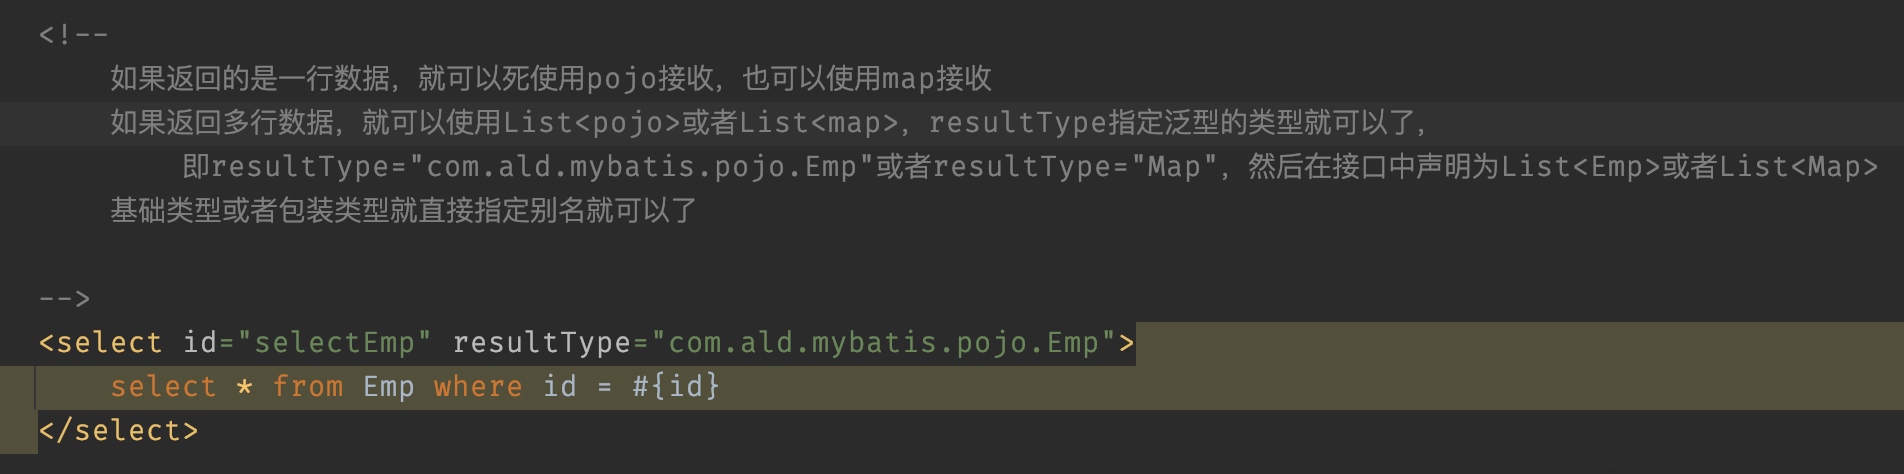 <!--
如果返回的是一行数据，就可以死使用pojo接收，也可以使用map接收
如果返回多行数据，就可以使用List<pojo>或者List<map>，resultType指定泛型的类型就可以了，
即resultType="com.ald.mybatis.pojo.Emp"或者resultType="Map"，然后在接口中声明为List<Emp>或者List<Map>
基础类型或者包装类型就直接指定别名就可以了
-->
<select id="selectEmp" resultType="com.ald.mybatis.pojo.Emp">
select * from Emp where id = #{id}
</select>